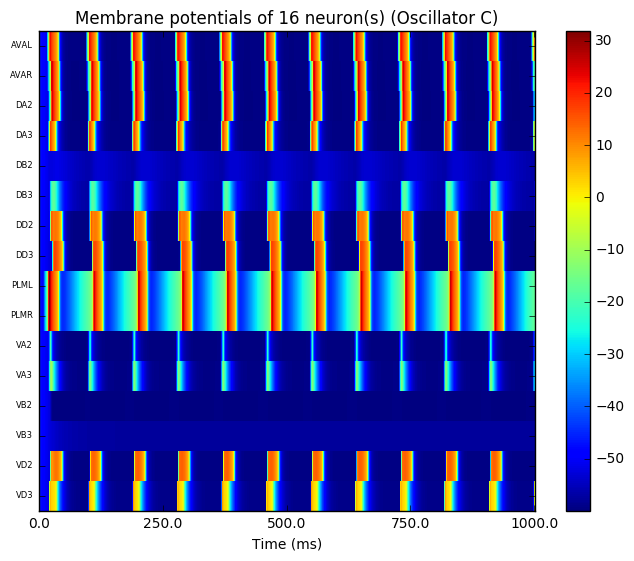 Membrane potentials of 16 neuron(s) (Oscillator C)
AVAL
AVAR
DA2
DA3
DB2
DB3
DD2
DD3
PLML
PLMR
VA2
VA3
VB2
VB3
VD2
VD3
0.0 250.0 500.0 750.0 1000.0
Time (ms)
30
20
10
0
−10
−20
−30
−40
−50